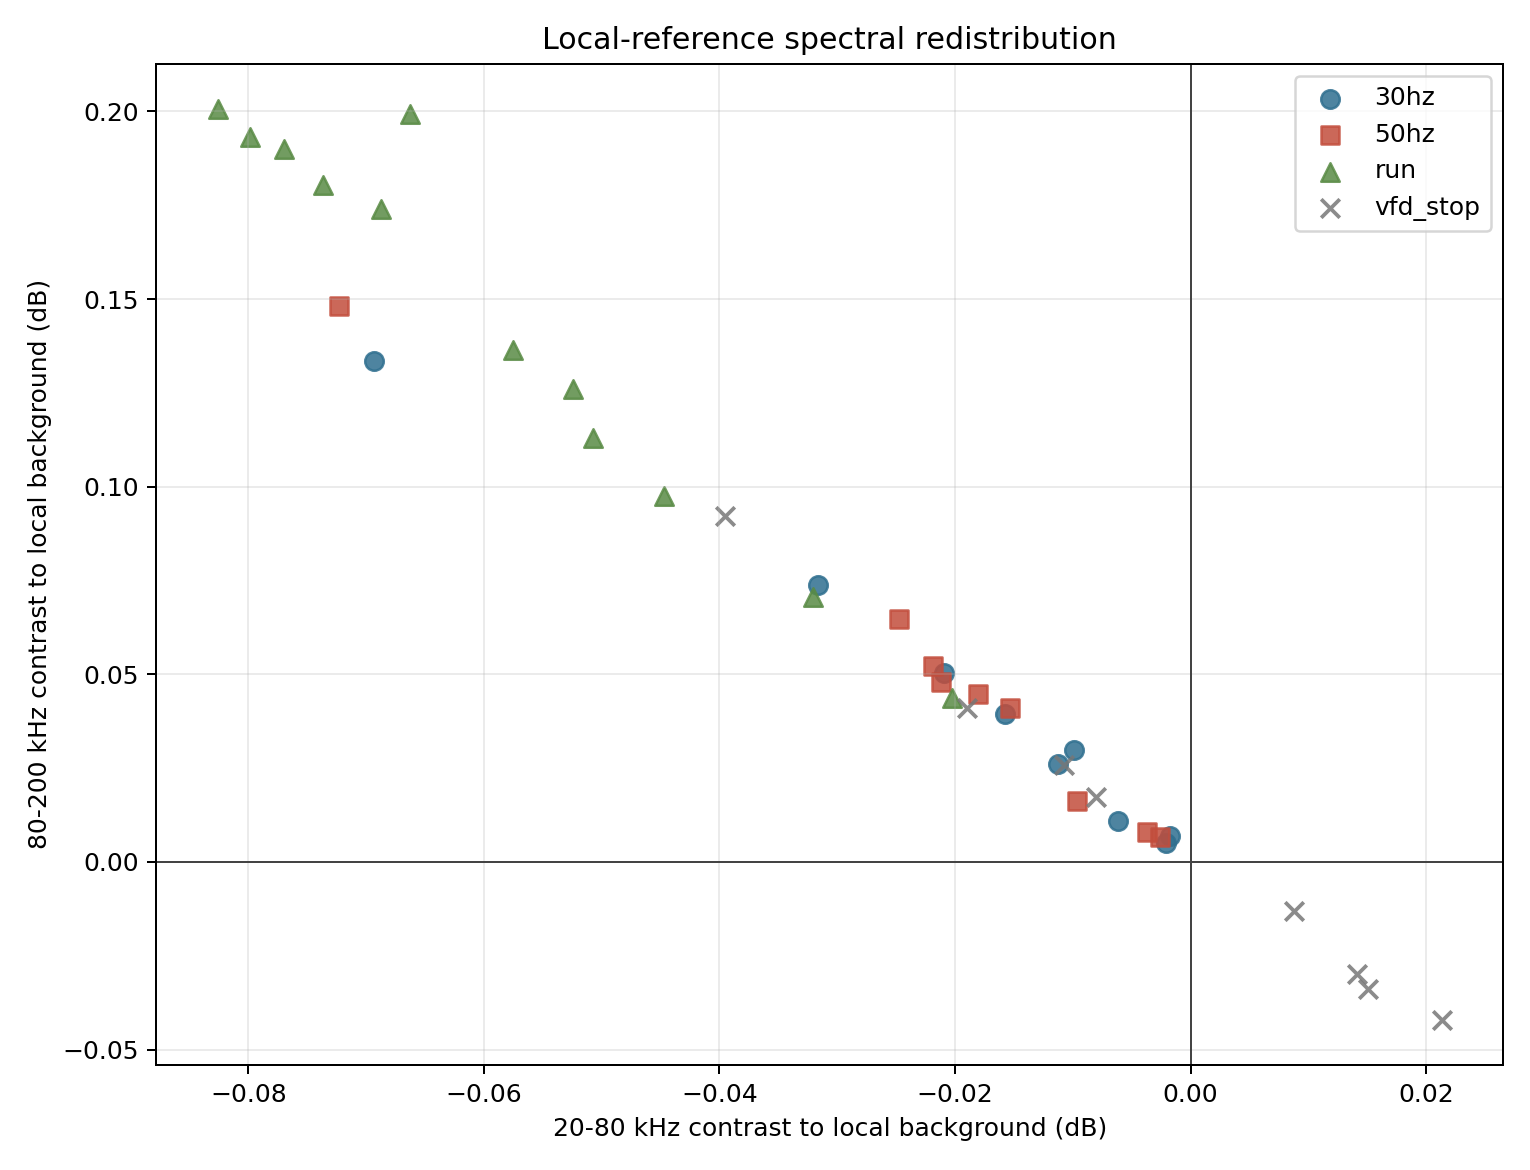 Local-reference spectral redistribution
30hz
50hz
run
vfd_stop
0.20
0.15
0.10
0.05
0.00
−0.05
80-200 kHz contrast to local background (dB)
−0.08
−0.06
−0.04
−0.02
0.00
0.02
20-80 kHz contrast to local background (dB)